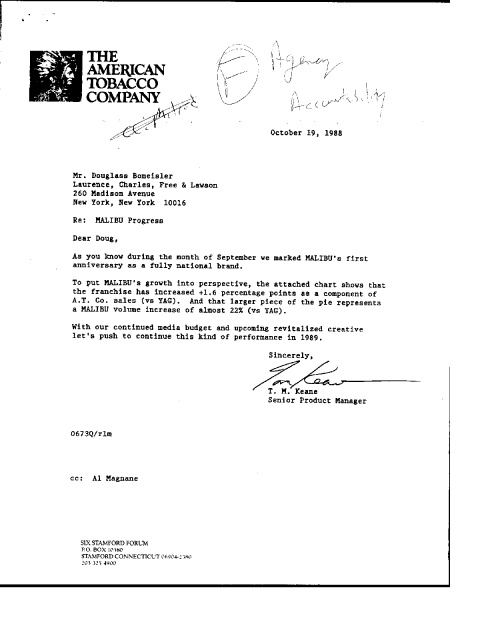 THE
AMERICAN
TOBACCO
COMPANY
F
Agency
Accountability
October 19, 1988
Mr. Douglass Bomeisler
Laurence, Charles, Free & Lawson
260 Madison Avenue
New York, New York 10016
Re: MALIBU Progress
Dear Doug,
As you know during the month of September we marked MALIBU's first
anniversary as a fully national brand.
To put MALIBU's growth into perspective, the attached chart shows that
the franchise has increased +1.6 percentage points as a component of
A.T. Co. sales (vs YAG). And that larger piece of the pie represents
a MALIBU volume increase of almost 22% (vs YAG).
With our continued media budget and upcoming revitalized creative
let's push to continue this kind of performance in 1989.
Sincerely,
Tom Keane
T. M. Keane
Senior Product Manager
0673Q/rlm
cc: Al Magnane
SIX STAMFORD FORUM
P.O. BOX 10380
STAMFORD CONNECTICUT 06904-2380
203 325-4900